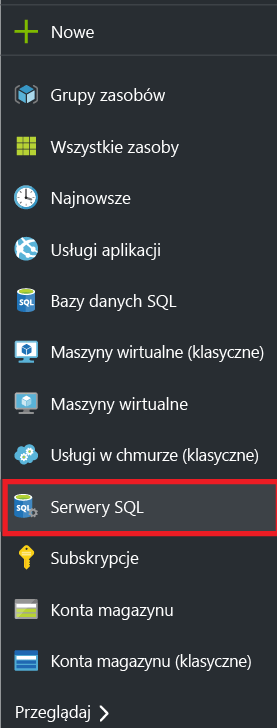 Nowe
Grupy zasobów
Wszystkie zasoby
Najnowsze
Usługi aplikacji
SQL
Bazy danych SQL
Maszyny wirtualne (klasyczne)
Maszyny wirtualne
Usługi w chmurze (klasyczne)
SQL
Serwery SQL
Subskrypcje
Konta magazynu
Konta magazynu (klasyczne)
Przeglądaj